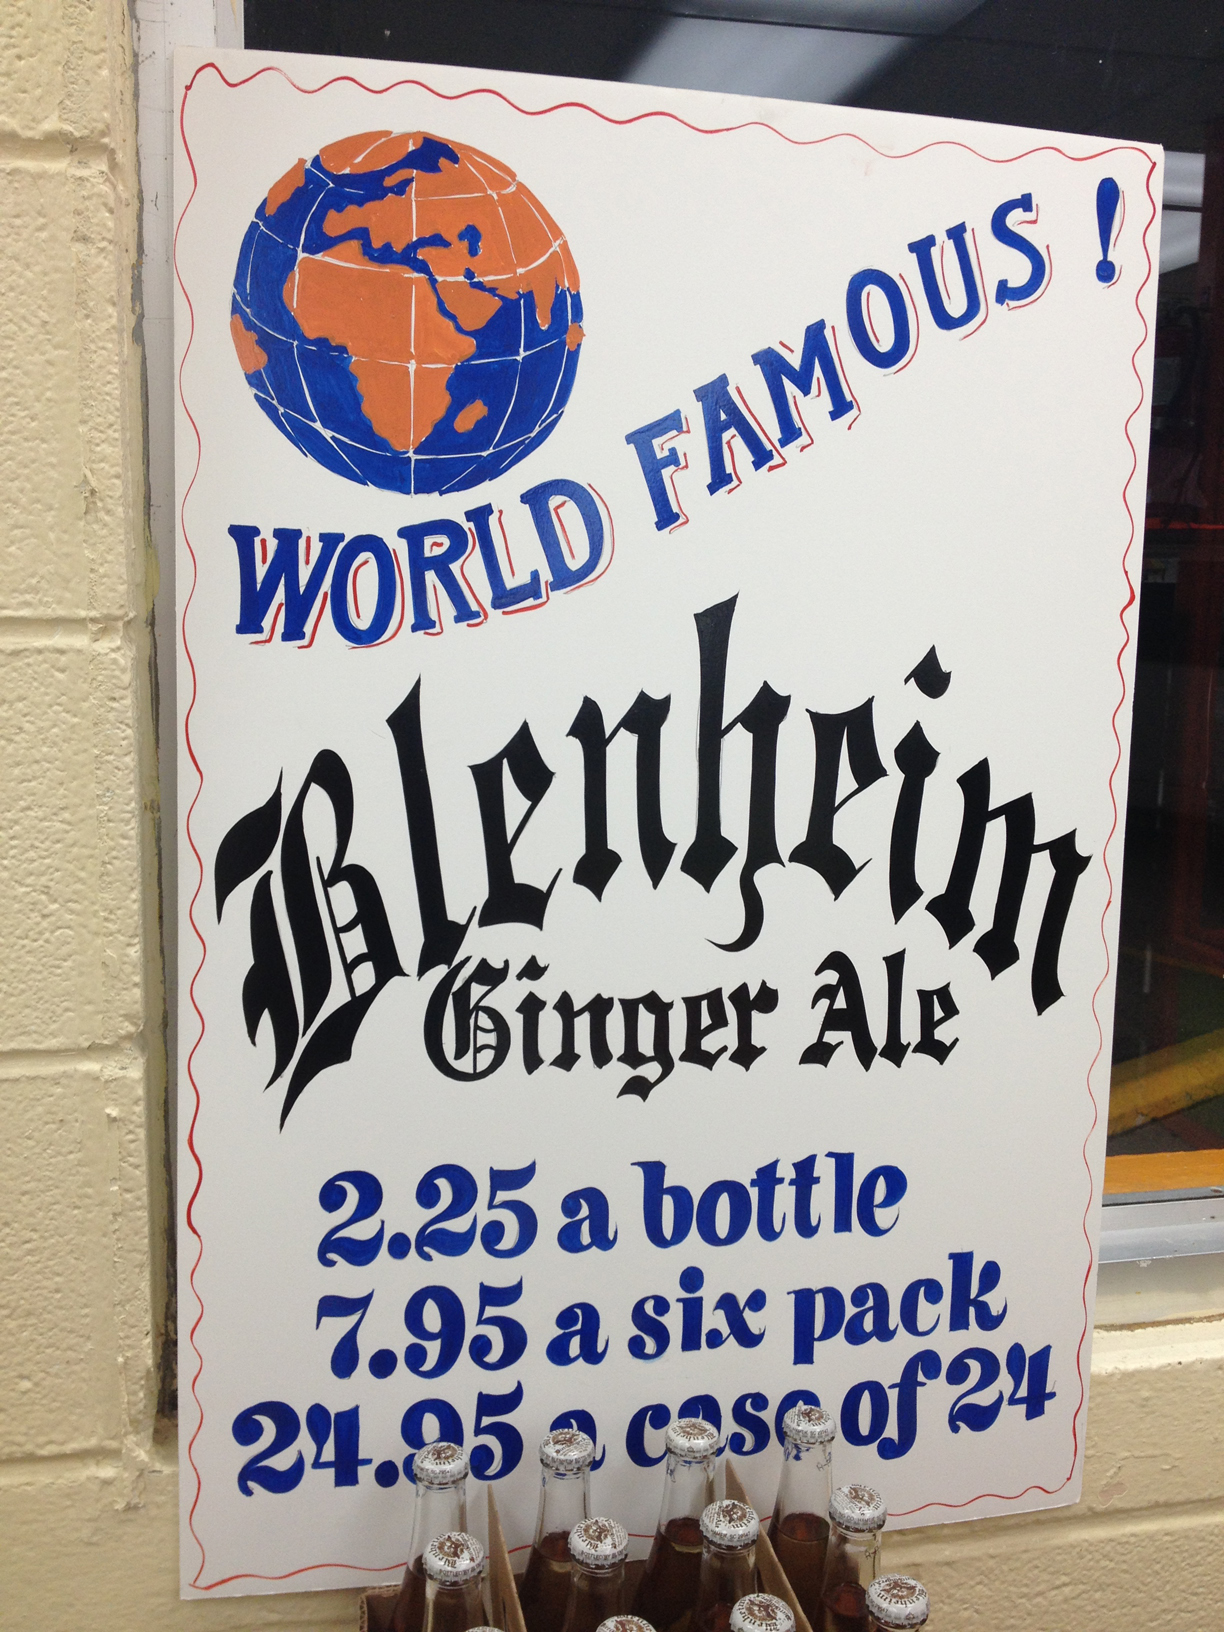 WORLD FAMOUS!
Blenheim
Ginger Ale
2.25 a bottle
7.95 a six pack
24.95 a case of 24